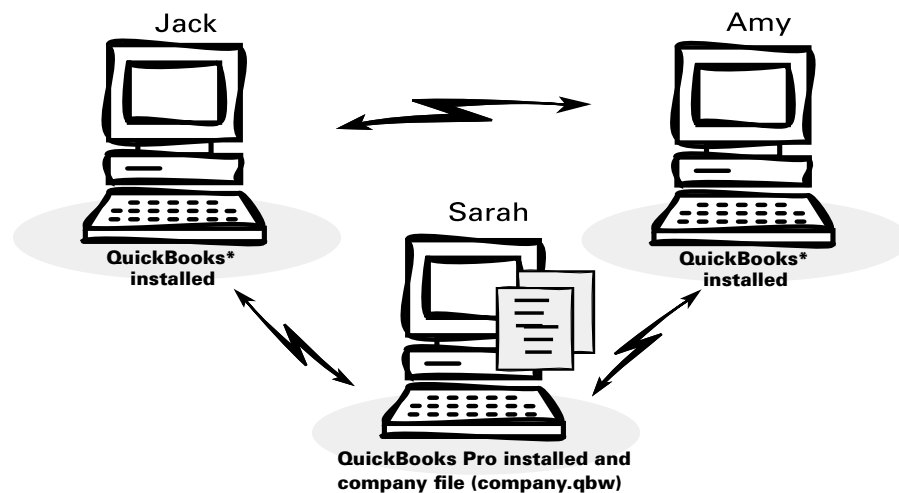 Jack
Amy
QuickBooks*
installed
Sarah
QuickBooks*
installed
QuickBooks Pro installed and
company file (company.qbw)